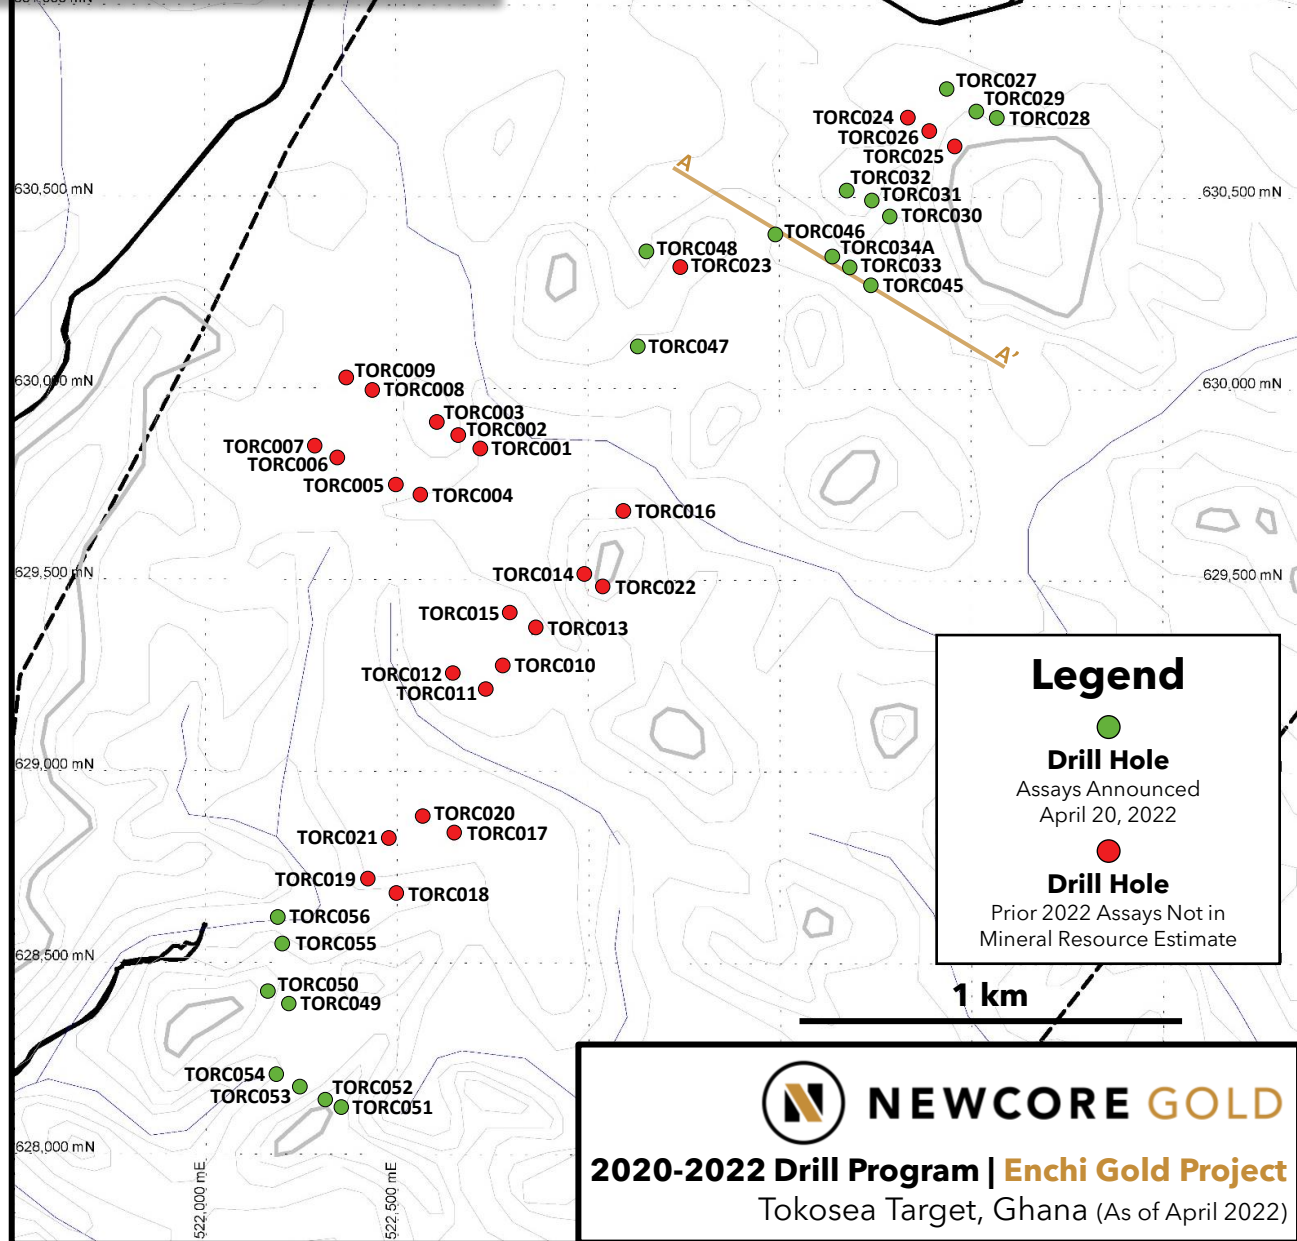 TORC027
TORC029
TORC024
TORC028
TORC026
TORC025
A
TORC032
630,500 mN
630,500 mN
TORC031
TORC030
TORC046
TORC048
TORC034A
TORC023
TORC033
TORC045
TORC047
A'
TORC009
630,000 mN
630,000 mN
TORC008
TORC003
TORC002
TORC007
TORC001
TORC006
TORC005
TORC004
TORC016
629,500 mN
TORC014
629,500 mN
TORC022
TORC015
TORC013
TORC010
TORC012
TORC011
629,000 mN
TORC020
TORC017
TORC021
TORC019
TORC018
TORC056
TORC055
628,500 mN
TORC050
TORC049
TORC054
TORC052
TORC053
TORC051
628,000 mN
522,000 mE
522,500 mE
Legend
Drill Hole
Assays Announced
April 20, 2022
Drill Hole
Prior 2022 Assays Not in
Mineral Resource Estimate
1 km
NEWCORE GOLD
2020-2022 Drill Program | Enchi Gold Project
Tokosea Target, Ghana (As of April 2022)